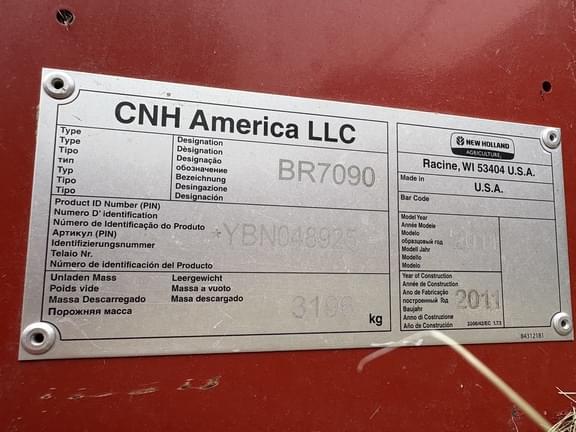 CNH America LLC
Type Designation
Type Désignation
Tipo Designação
тип обозначение
Typ Bezeichnung
Tipo Desingazione
Tipo Designación
BR7090
Product ID Number (PIN)
Numero D' identification
Número de Identificação do Produto
Артикул (PIN)
Identifizierungsnummer
Telaio Nr.
Número de identificación del Producto
YBN048925
Unladen Mass Leergewicht
Poids vide Massa a vuoto
Massa Descarregado Masa descargado
Порожняя масса
kg
NEW HOLLAND
AGRICULTURE
Racine, WI 53404 U.S.A.
Made in U.S.A.
Bar Code
Model Year
Année Modele
Modelo
образцовый год
Modell Jahr
Modello
Modelo
2011
Year of Construction
Année de Construction
Ano de Fabricação
построенный Год
Baujahr
Anno di Costruzione
Año de Construción
2011
2006/42/EC 1.7.3
84312181